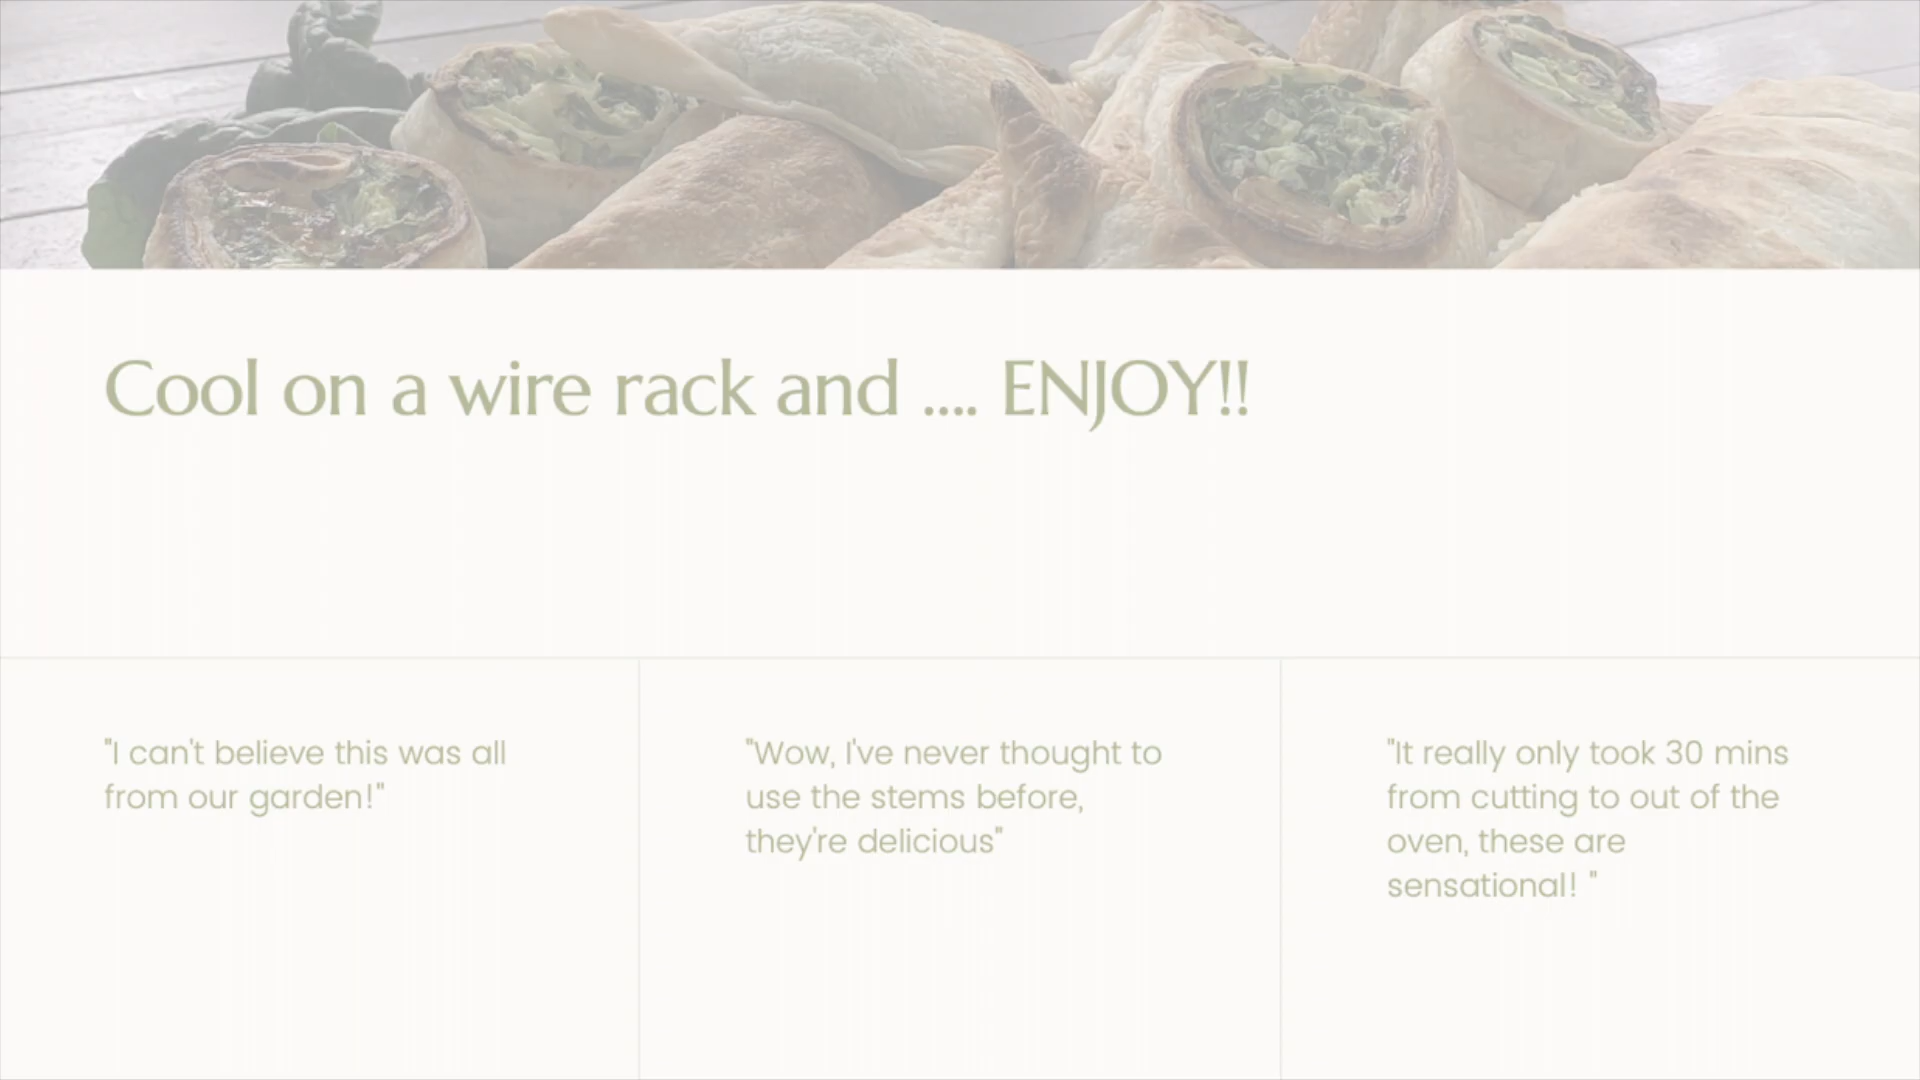 Cool on a wire rack and .... ENJOY!!
"I can't believe this was all
from our garden!"
"Wow, I've never thought to
use the stems before,
they're delicious"
"It really only took 30 mins
from cutting to out of the
oven, these are
sensational! "